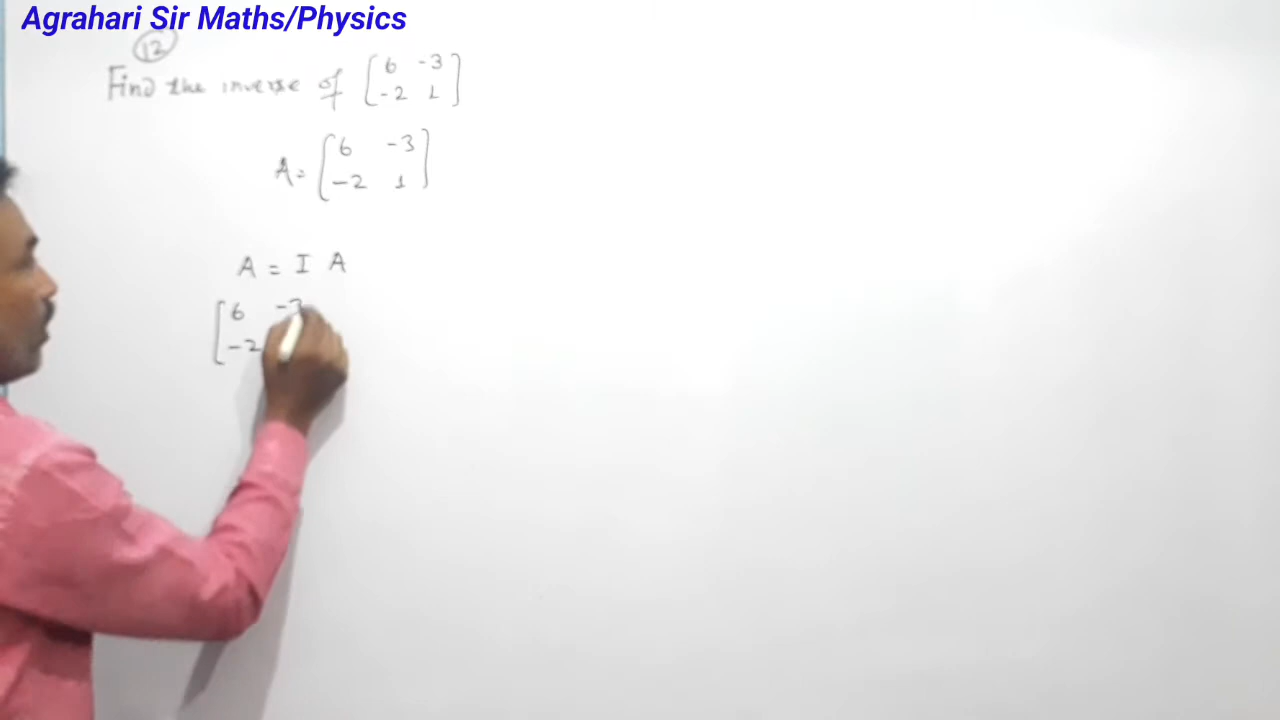 Agrahari Sir Maths/Physics
12
Find the inverse of [6 -3
-2 1]
A = [6 -3
-2 1]
A = I A
[6 -3
-2